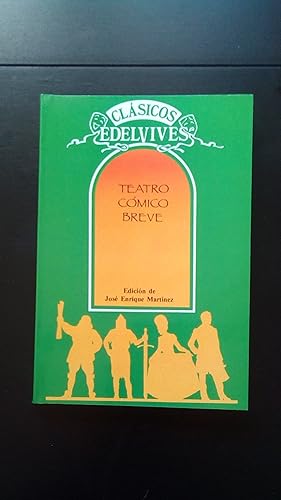 CLÁSICOS
EDELVIVES
TEATRO
CÓMICO
BREVE
Edición de
José Enrique Martínez